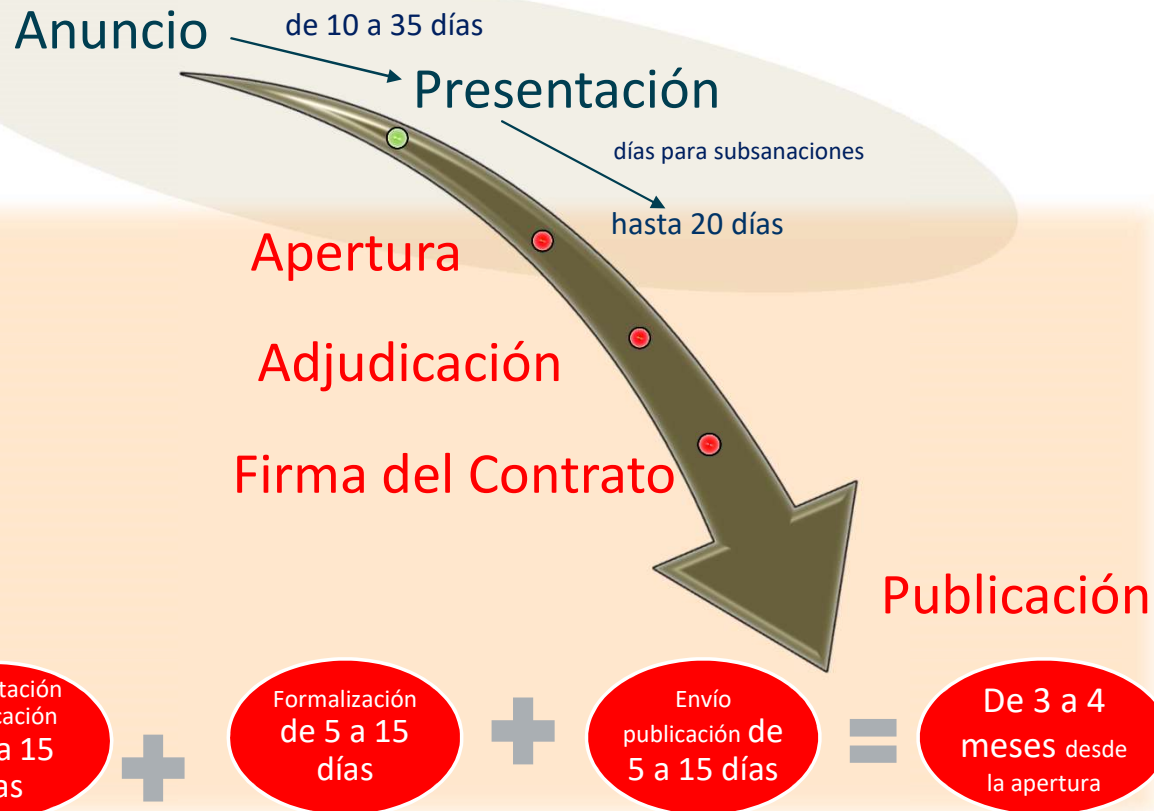 Anuncio
de 10 a 35 días
Presentación
días para subsanaciones
hasta 20 días
Apertura
Adjudicación
Firma del Contrato
Publicación
a 15
Formalización
de 5 a 15
días
Envío
publicación de
5 a 15 días
De 3 a 4
meses desde
la apertura